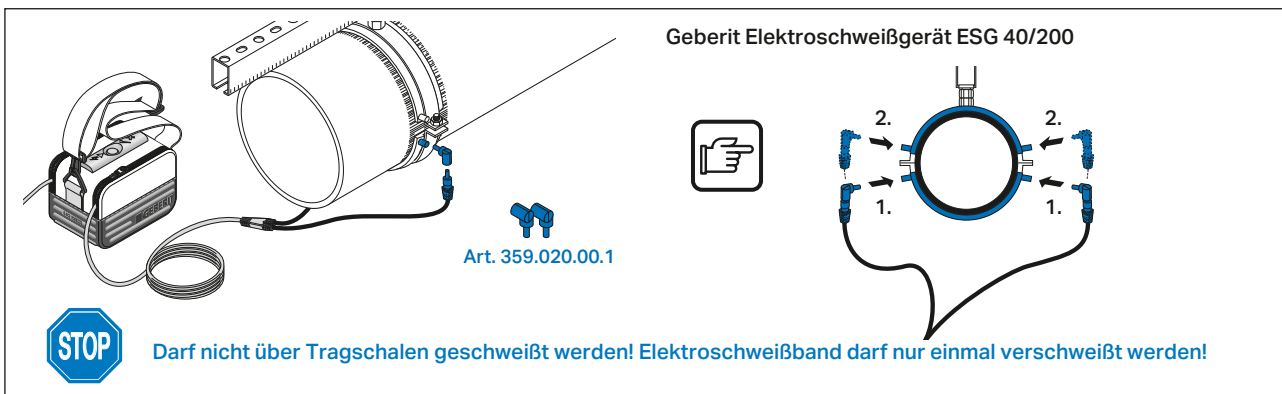 Geberit Elektroschweißgerät ESG 40/200
2.
2.
1.
1.
GEBERIT
Art. 359.020.00.1
STOP
Darf nicht über Tragschalen geschweißt werden! Elektroschweißband darf nur einmal verschweißt werden!